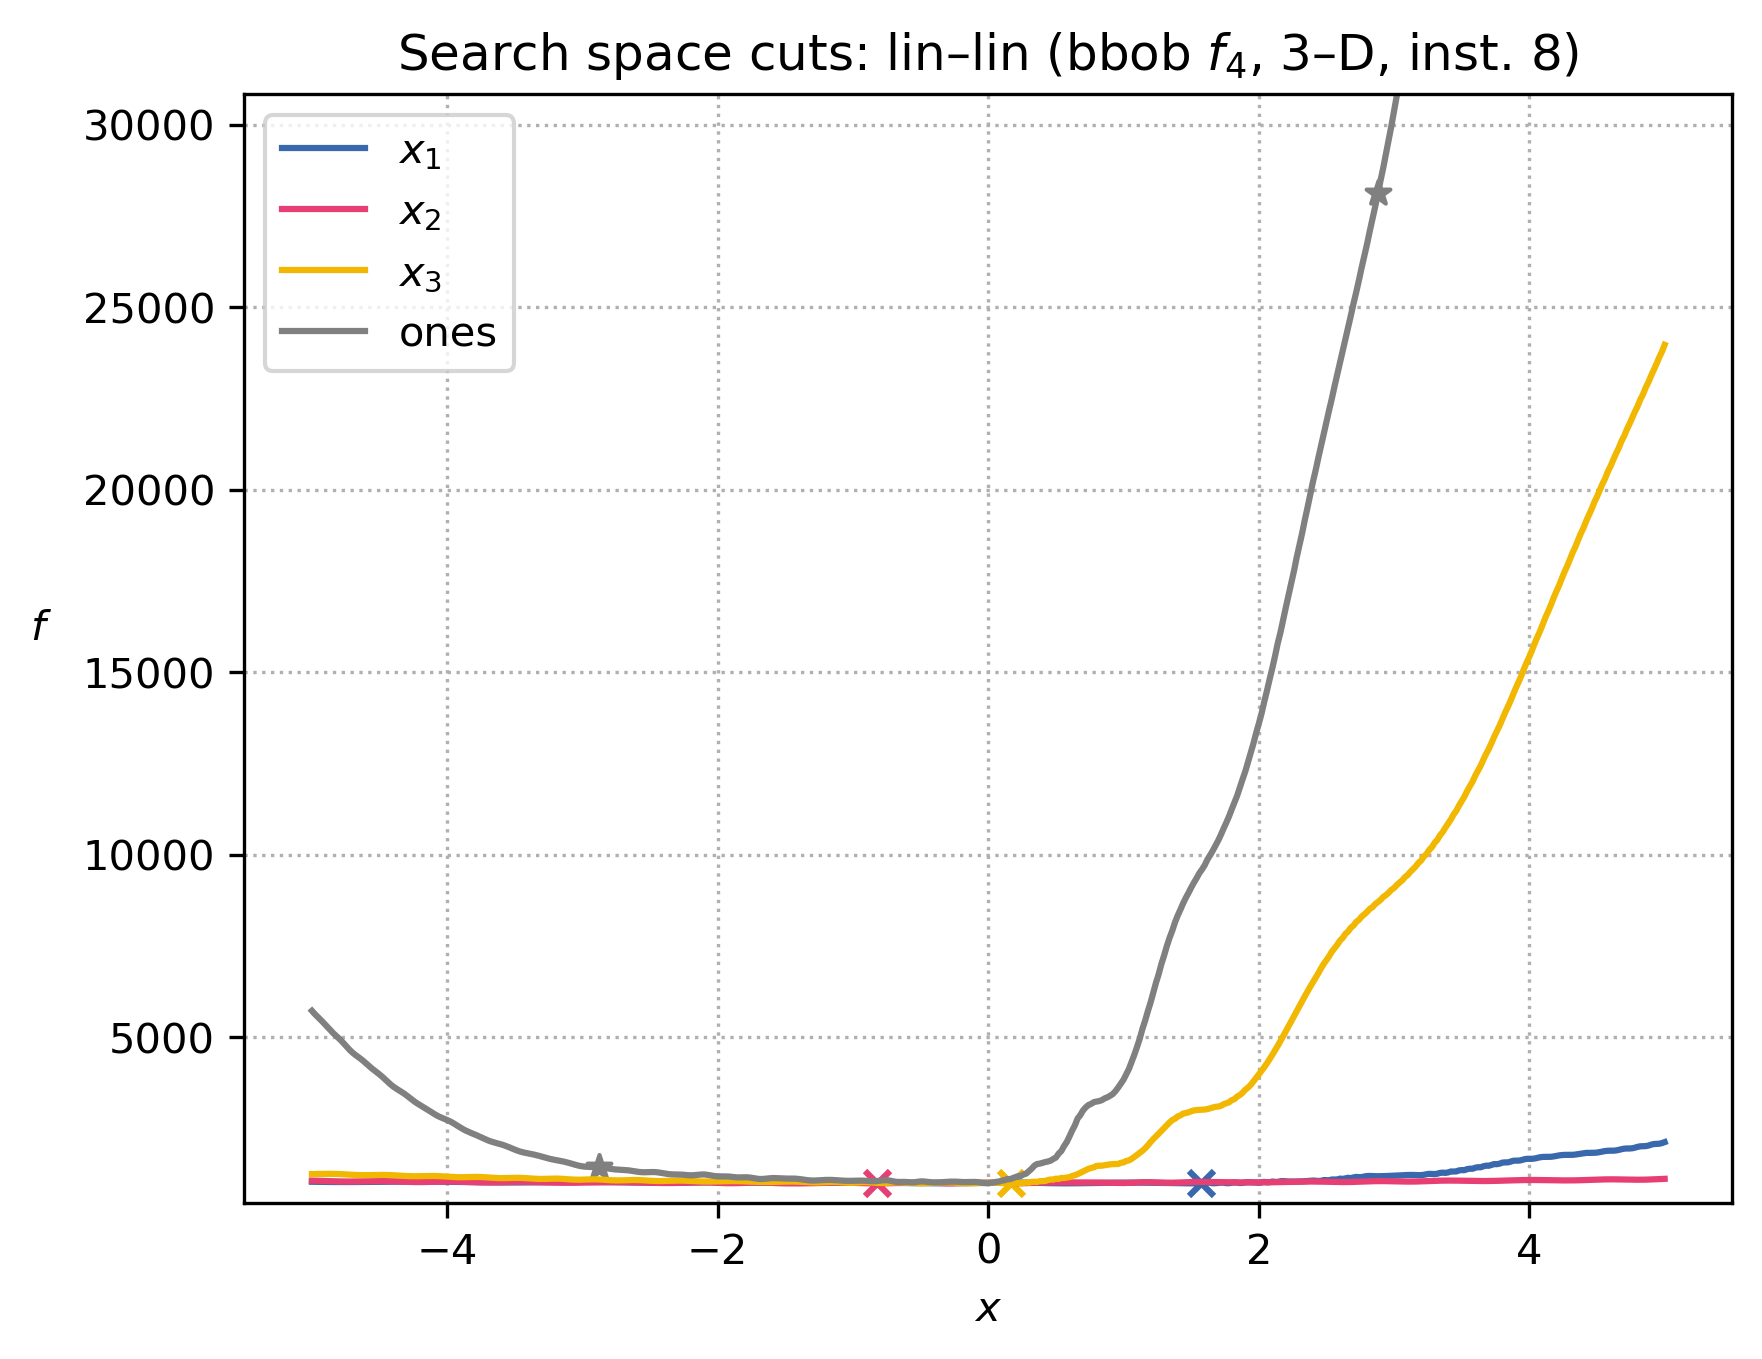 Search space cuts: lin–lin (bbob f₄, 3–D, inst. 8)
30000
25000
20000
15000
10000
5000
f
x₁
x₂
x₃
ones
−4
−2
0
2
4
x